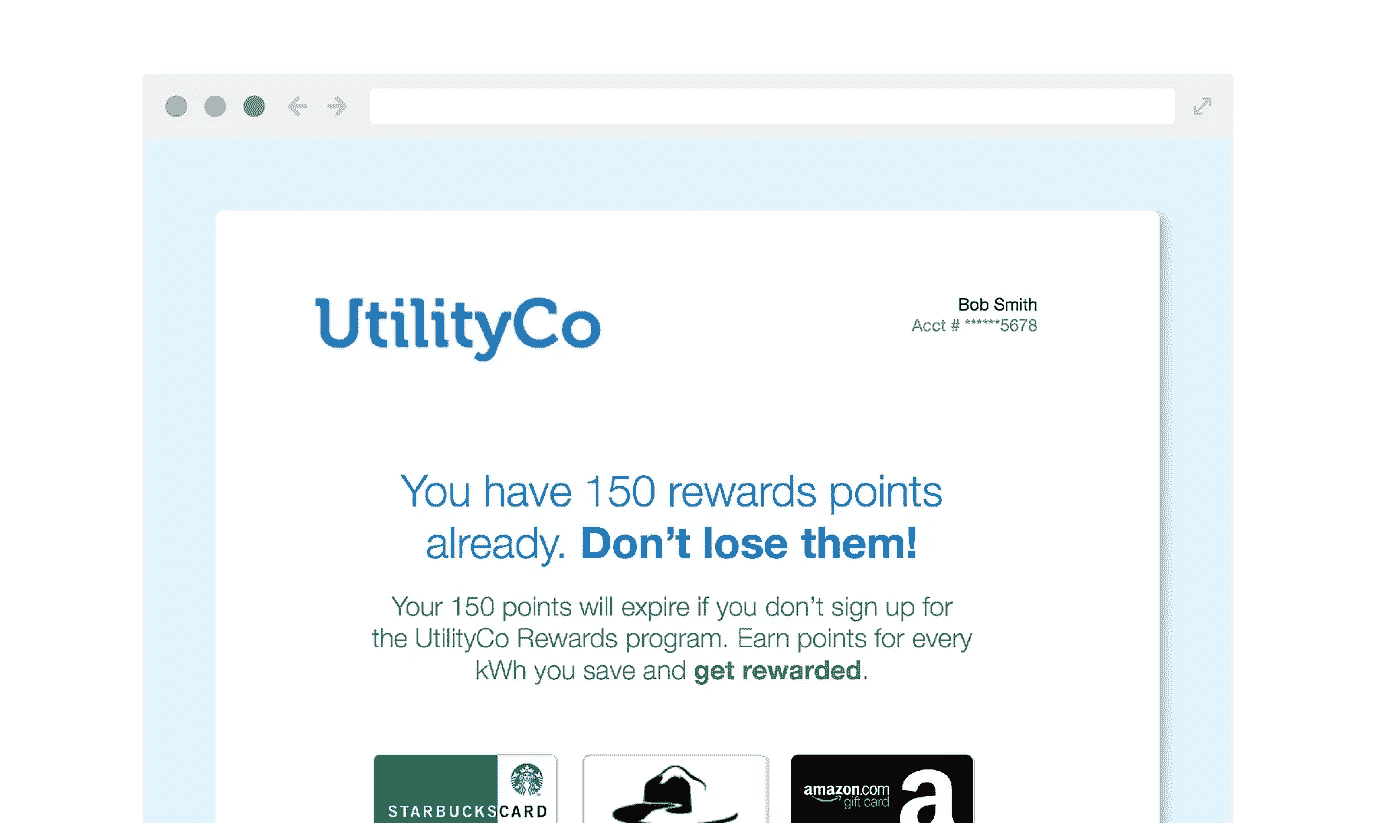 UtilityCo
Bob Smith
Acct # ******5678
You have 150 rewards points
already. Don't lose them!
Your 150 points will expire if you don't sign up for
the UtilityCo Rewards program. Earn points for every
kWh you save and get rewarded.
STARBUCKS CARD
amazon.com
gift card